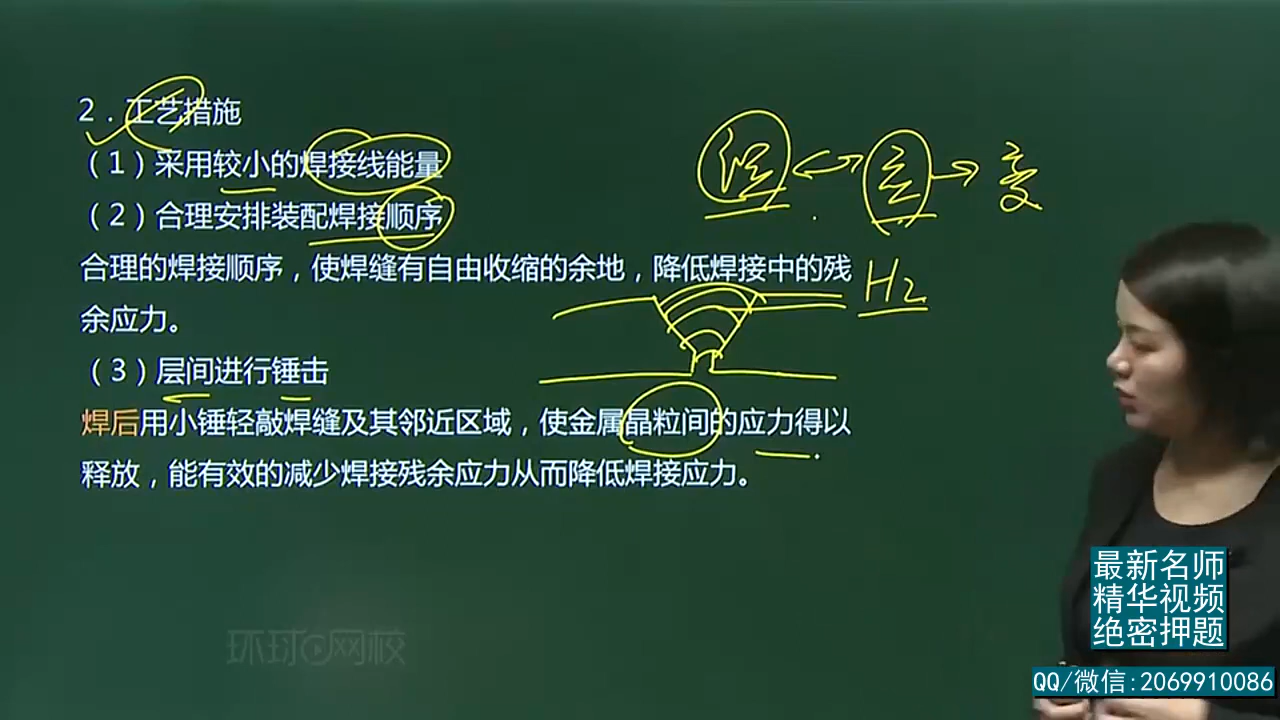 2．工艺措施
（1）采用较小的焊接线能量
（2）合理安排装配焊接顺序
合理的焊接顺序，使焊缝有自由收缩的余地，降低焊接中的残
余应力。
（3）层间进行锤击
焊后用小锤轻敲焊缝及其邻近区域，使金属晶粒间的应力得以
释放，能有效的减少焊接残余应力从而降低焊接应力。
变
H2
环球网校
最新名师
精华视频
绝密押题
QQ/微信:2069910086